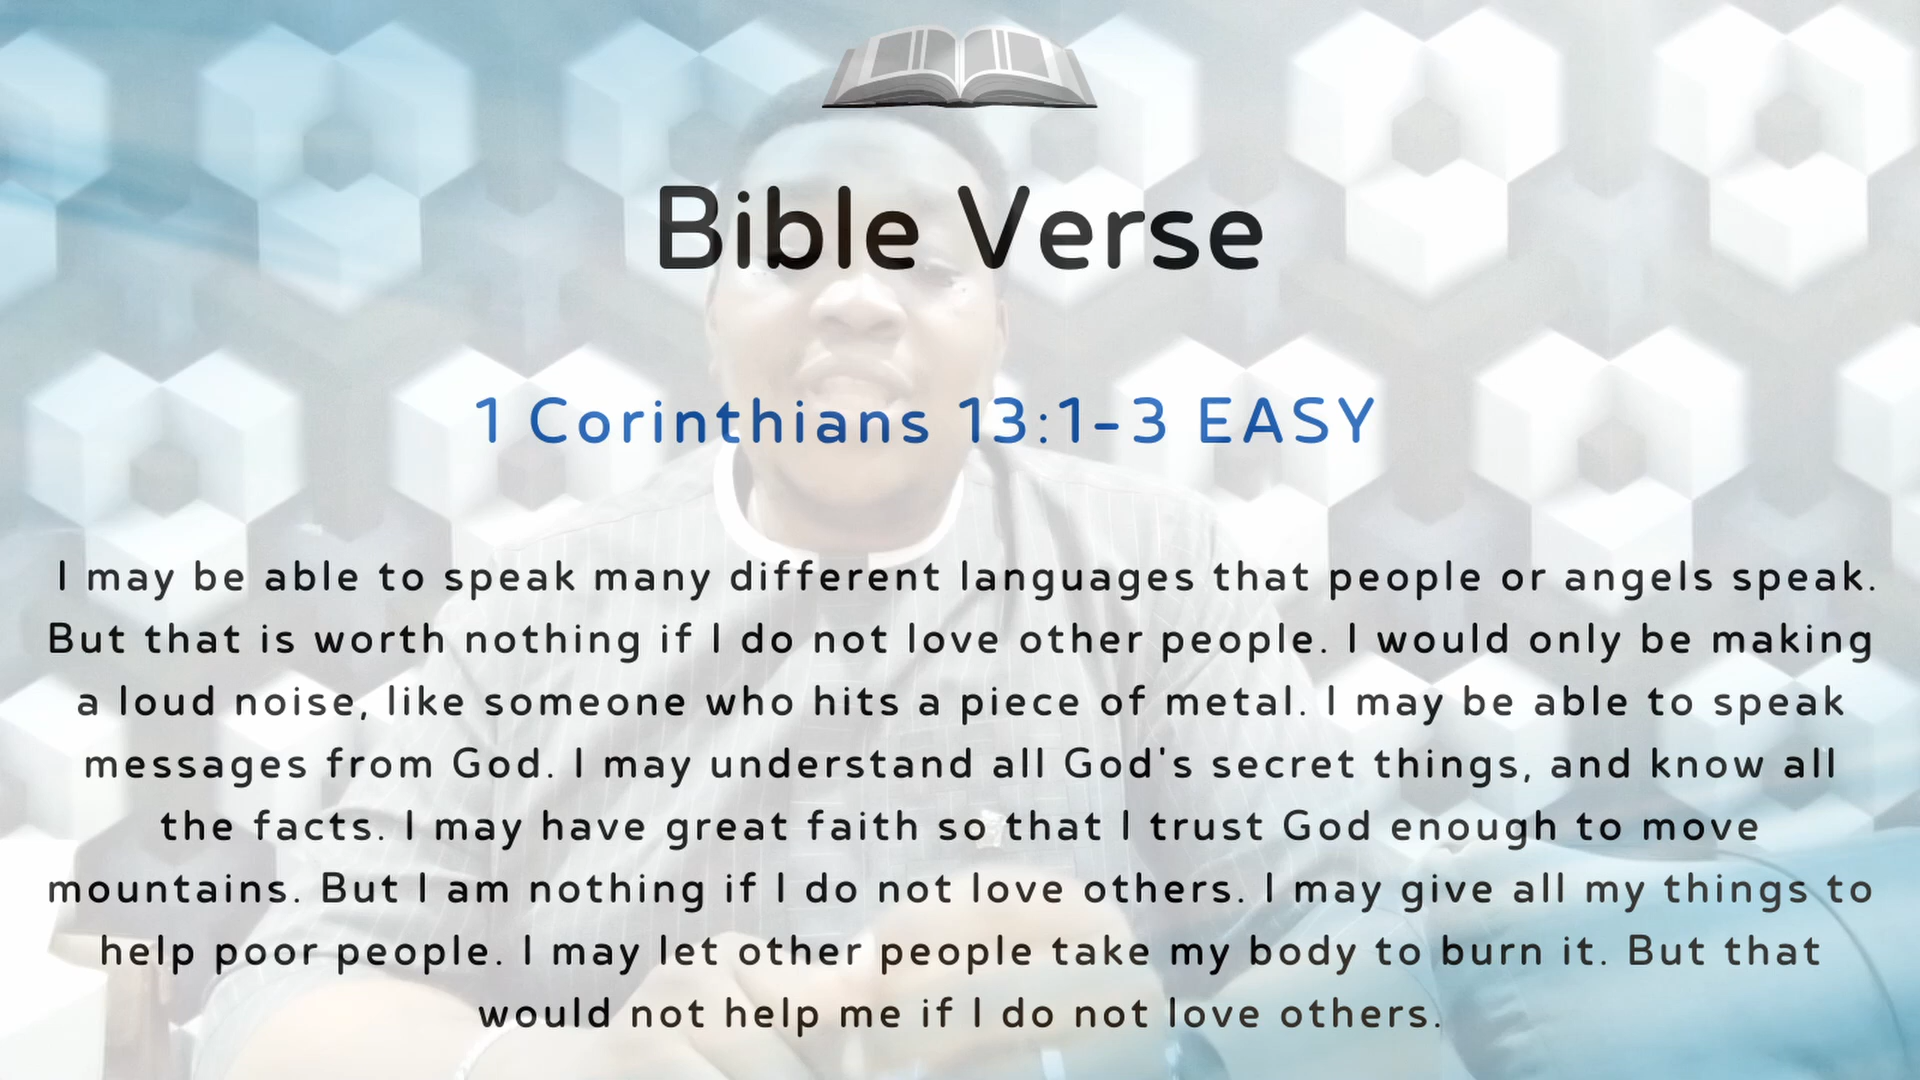 Bible Verse
1 Corinthians 13:1-3 EASY
I may be able to speak many different languages that people or angels speak.
But that is worth nothing if I do not love other people. I would only be making
a loud noise, like someone who hits a piece of metal. I may be able to speak
messages from God. I may understand all God's secret things, and know all
the facts. I may have great faith so that I trust God enough to move
mountains. But I am nothing if I do not love others. I may give all my things to
help poor people. I may let other people take my body to burn it. But that
would not help me if I do not love others.